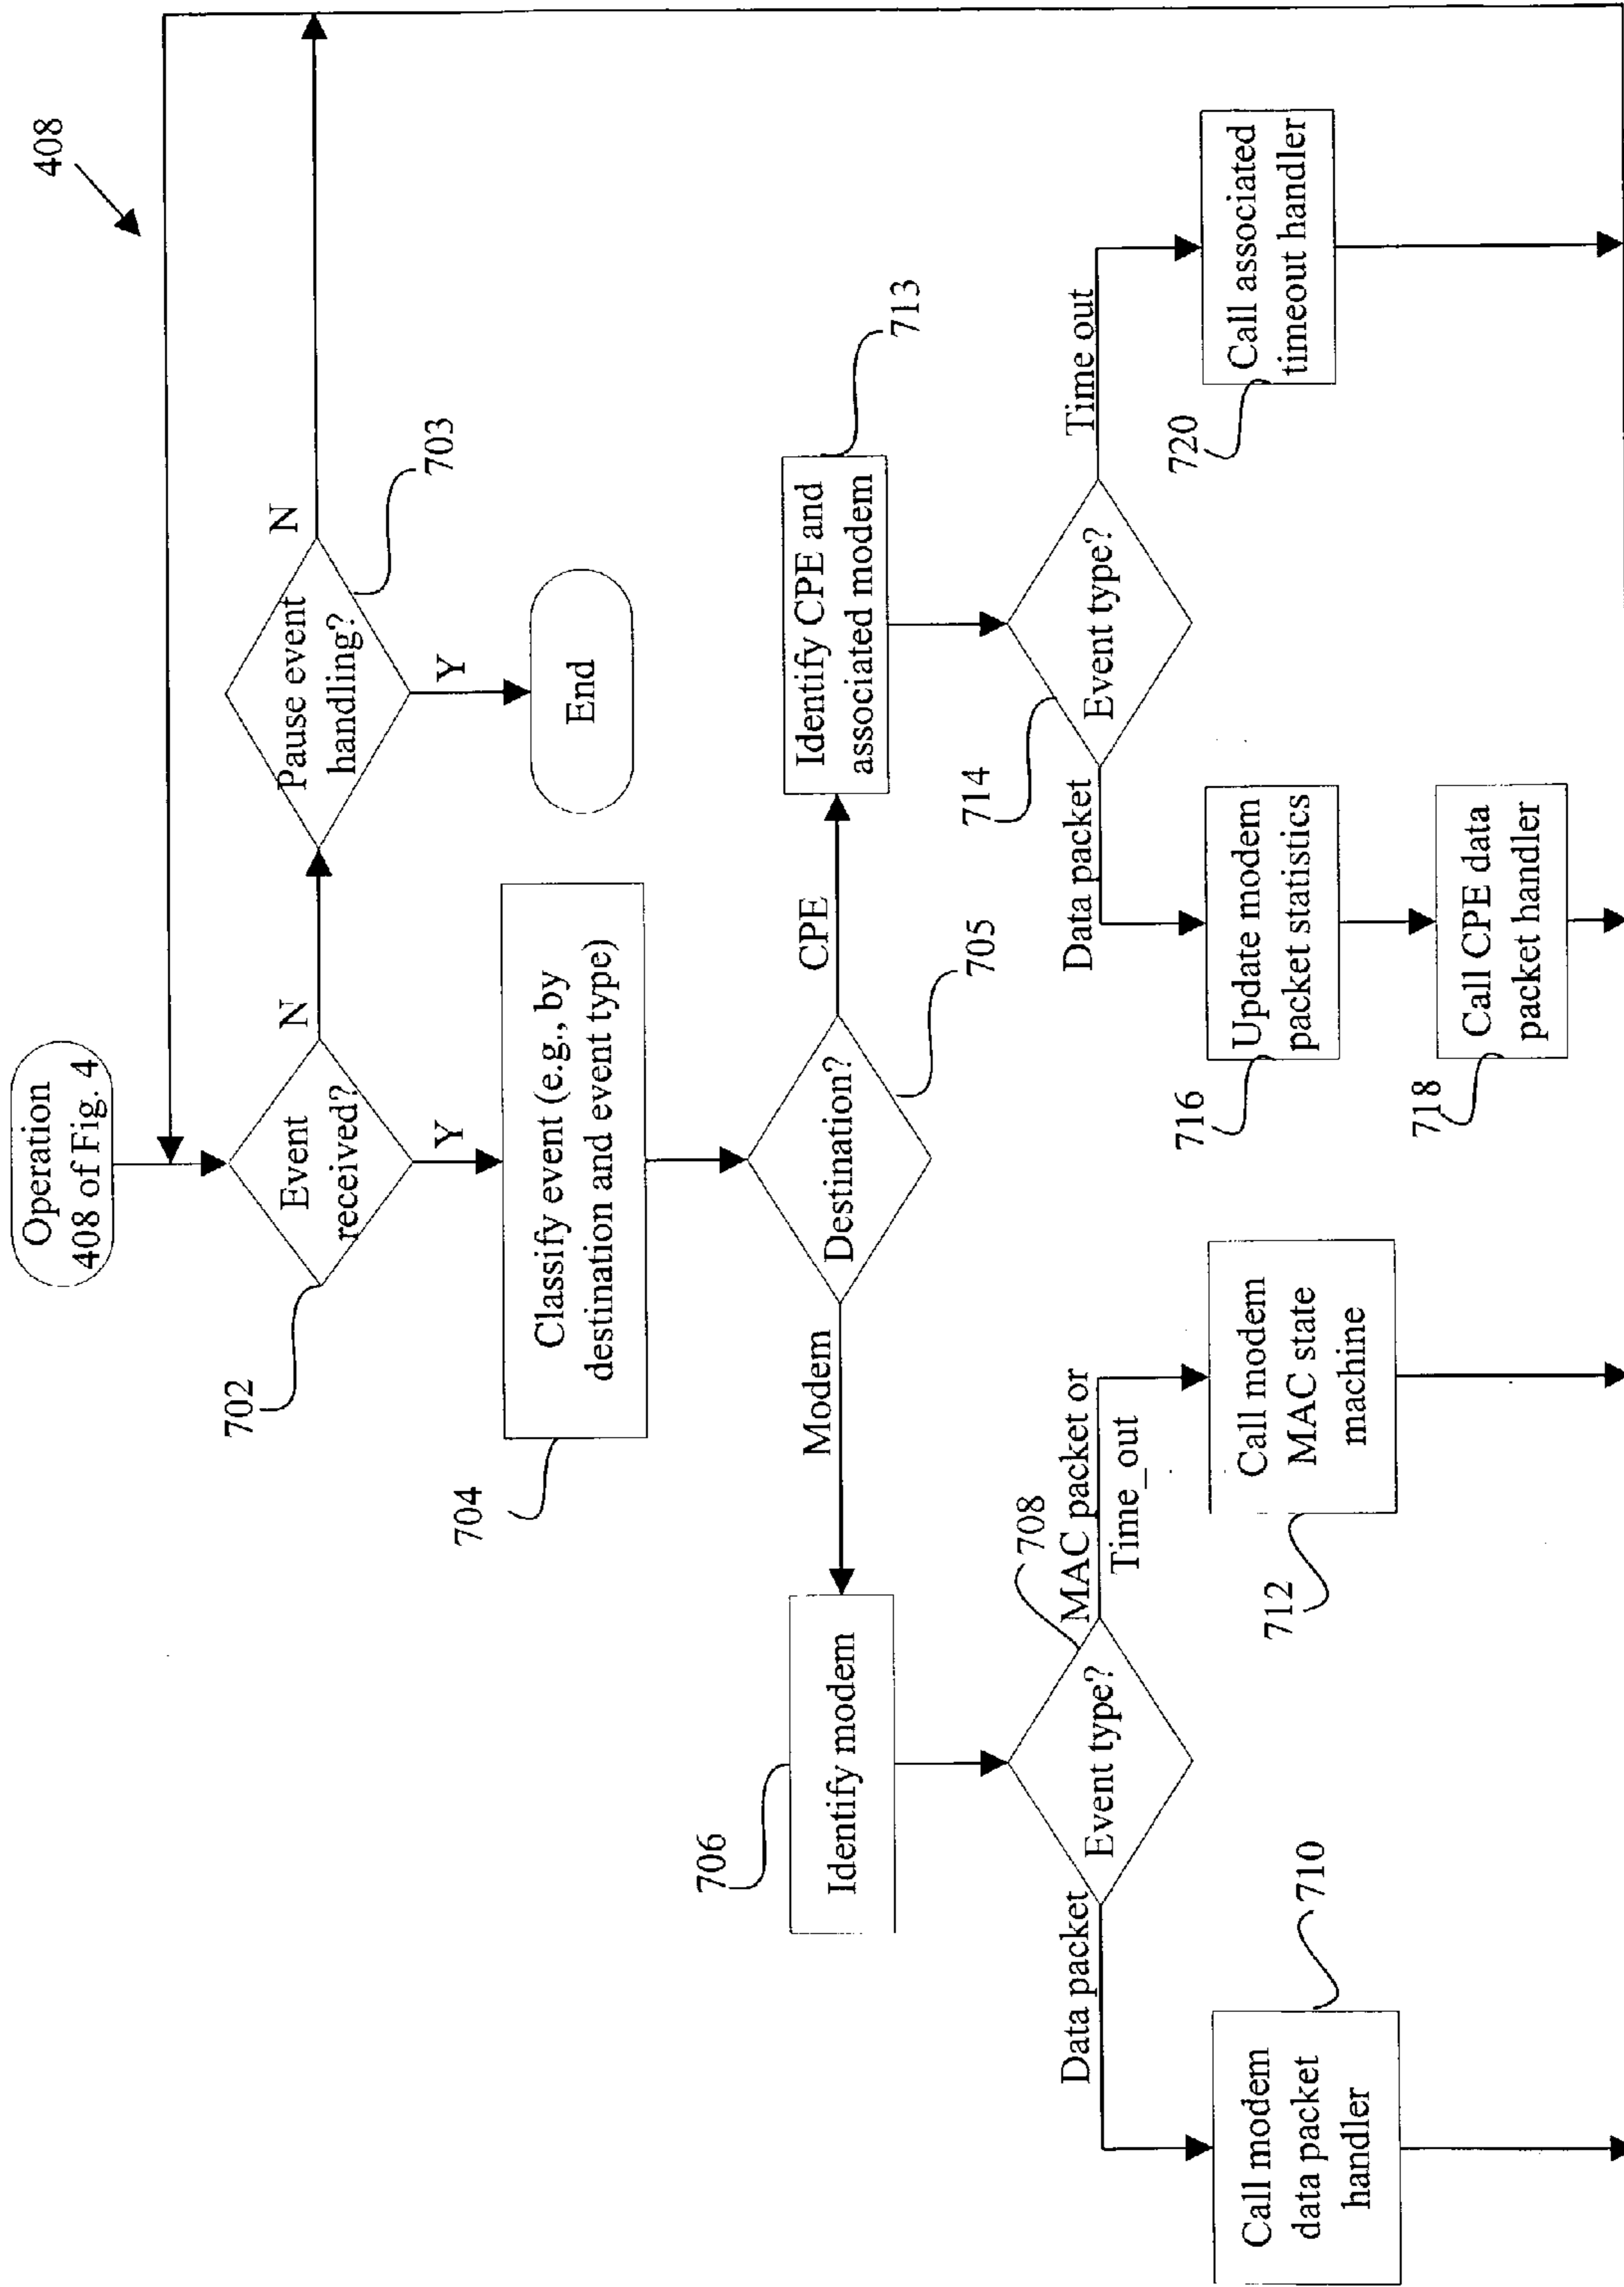 408
Operation
408 of Fig. 4
702
Event
received?
N
Y
Pause event
handling?
703
N
Y
End
704
Classify event (e.g., by
destination and event type)
Destination?
705
Modem
CPE
706
Identify modem
Identify CPE and
associated modem
713
708
Event type?
Data packet
MAC packet or
Time_out
714
Event type?
Data packet
Time out
Call modem
data packet
handler
710
712
Call modem
MAC state
machine
716
Update modem
packet statistics
718
Call CPE data
packet handler
720
Call associated
timeout handler